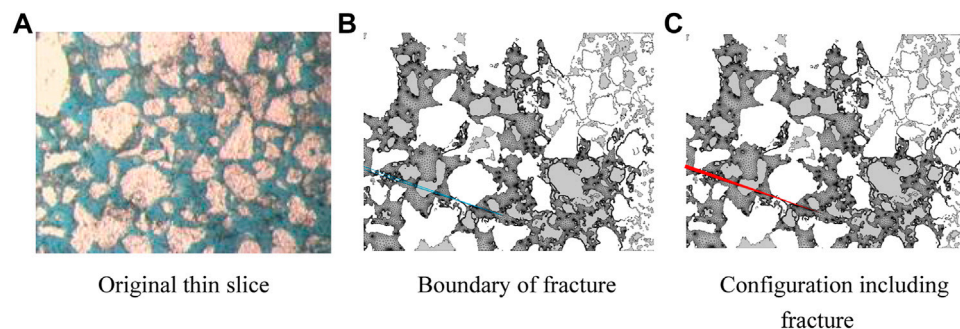 A
B
C
Original thin slice
Boundary of fracture
Configuration including
fracture